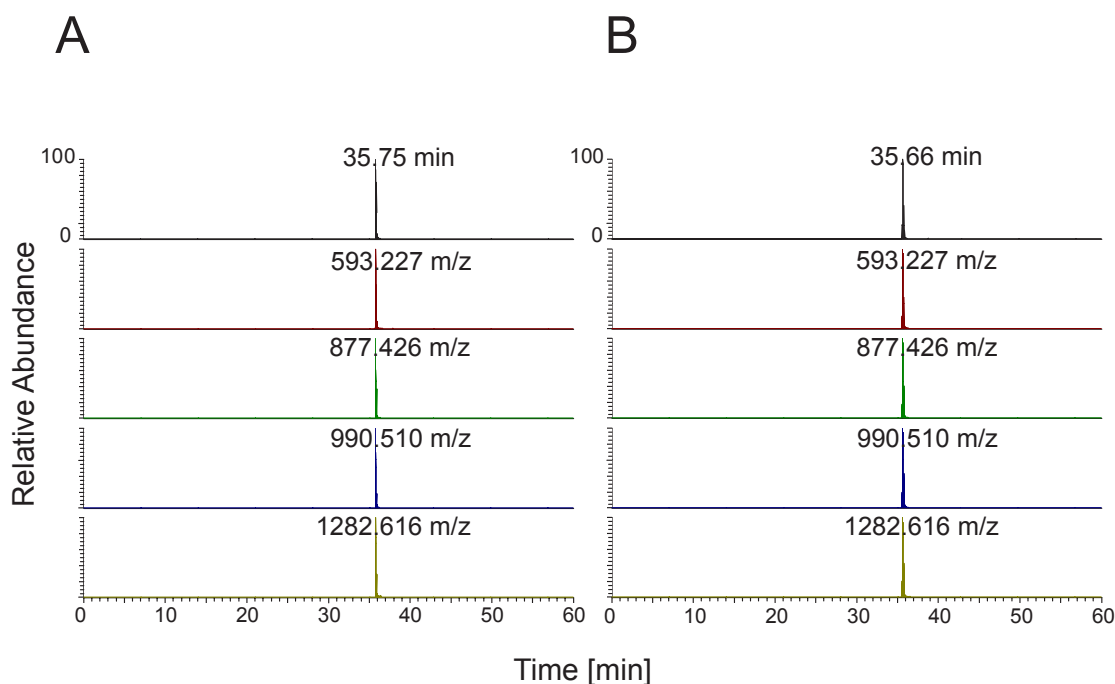 A
B
100
35.75 min
0
593.227 m/z
877.426 m/z
990.510 m/z
1282.616 m/z
0 10 20 30 40 50 60
100
35.66 min
0
593.227 m/z
877.426 m/z
990.510 m/z
1282.616 m/z
0 10 20 30 40 50 60
Relative Abundance
Time [min]